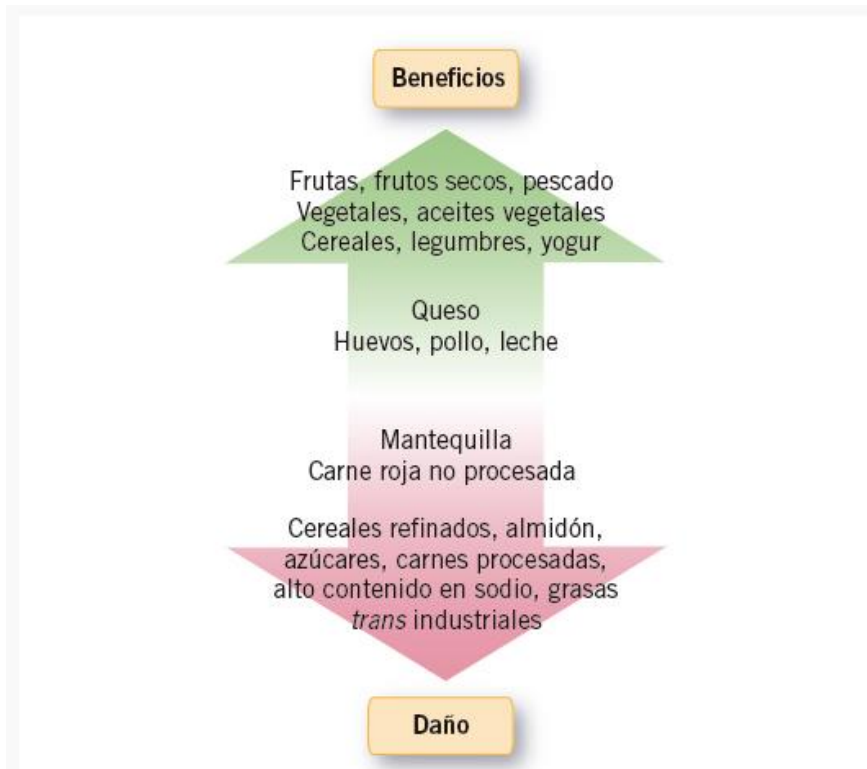 Beneficios
Frutas, frutos secos, pescado
Vegetales, aceites vegetales
Cereales, legumbres, yogur
Queso
Huevos, pollo, leche
Mantequilla
Carne roja no procesada
Cereales refinados, almidón,
azúcares, carnes procesadas,
alto contenido en sodio, grasas
trans industriales
Daño